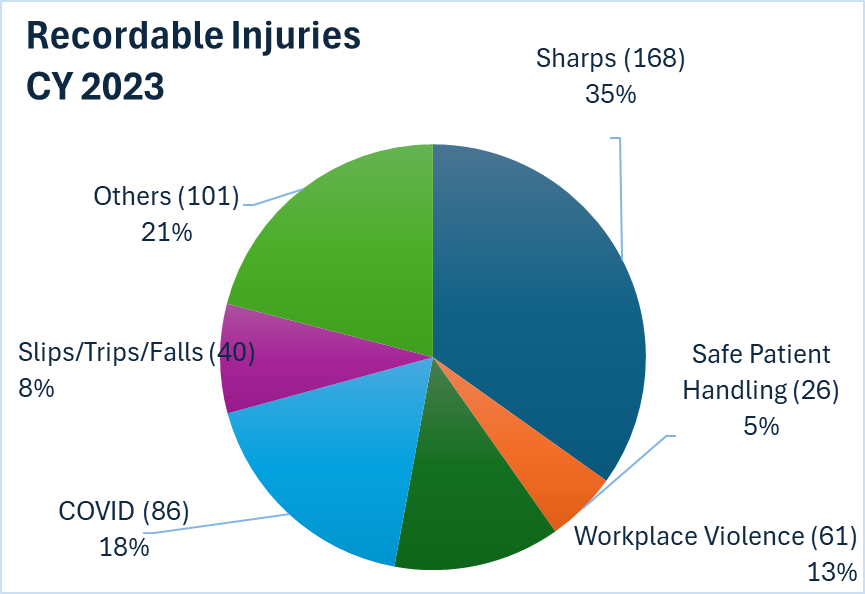 Recordable Injuries
CY 2023
Sharps (168)
35%
Others (101)
21%
Slips/Trips/Falls (40)
8%
Safe Patient
Handling (26)
5%
COVID (86)
18%
Workplace Violence (61)
13%